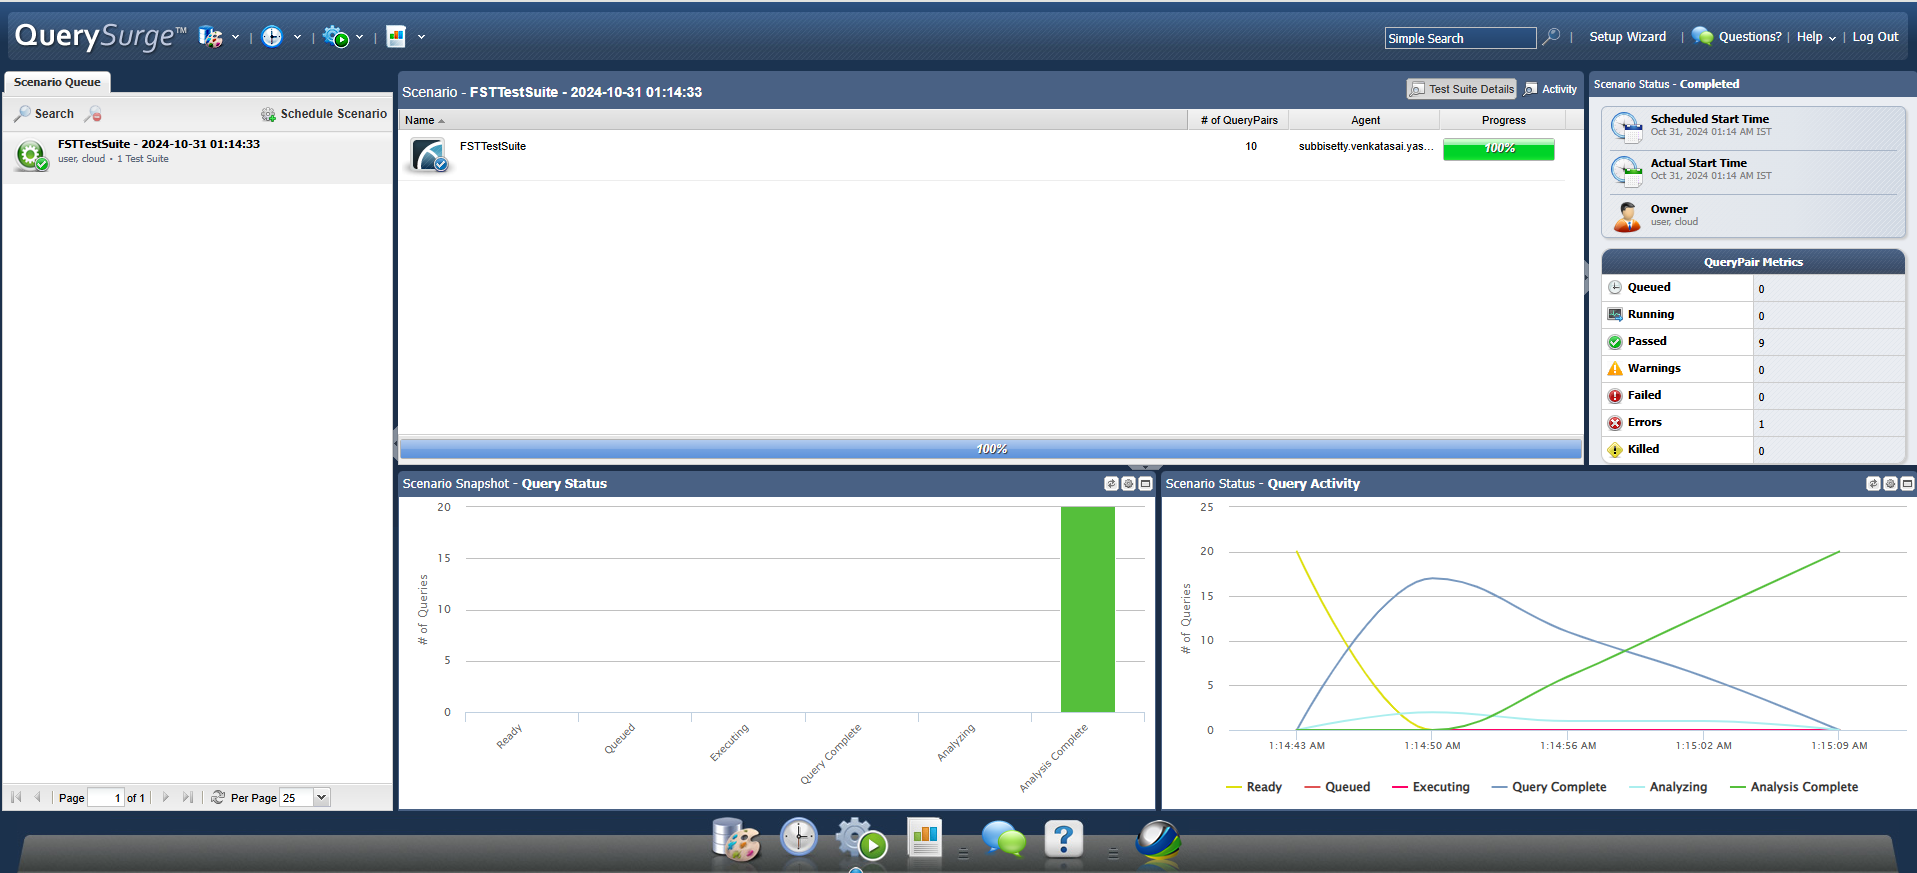 QuerySurge™
Simple Search
Setup Wizard
Questions?
Help
Log Out
Scenario Queue
Search
Schedule Scenario
FSTTestSuite - 2024-10-31 01:14:33
user, cloud • 1 Test Suite
Page 1 of 1
Per Page 25
Scenario - FSTTestSuite - 2024-10-31 01:14:33
Test Suite Details
Activity
Name # of QueryPairs Agent Progress
FSTTestSuite 10 subbisetty.venkatasai.yas... 100%
100%
Scenario Status - Completed
Scheduled Start Time
Oct 31, 2024 01:14 AM IST
Actual Start Time
Oct 31, 2024 01:14 AM IST
Owner
user, cloud
QueryPair Metrics
Queued 0
Running 0
Passed 9
Warnings 0
Failed 0
Errors 1
Killed 0
Scenario Snapshot - Query Status
# of Queries
20
15
10
5
0
Ready
Queued
Executing
Query Complete
Analyzing
Analysis Complete
Scenario Status - Query Activity
# of Queries
25
20
15
10
5
0
1:14:43 AM 1:14:50 AM 1:14:56 AM 1:15:02 AM 1:15:09 AM
Ready Queued Executing Query Complete Analyzing Analysis Complete
?